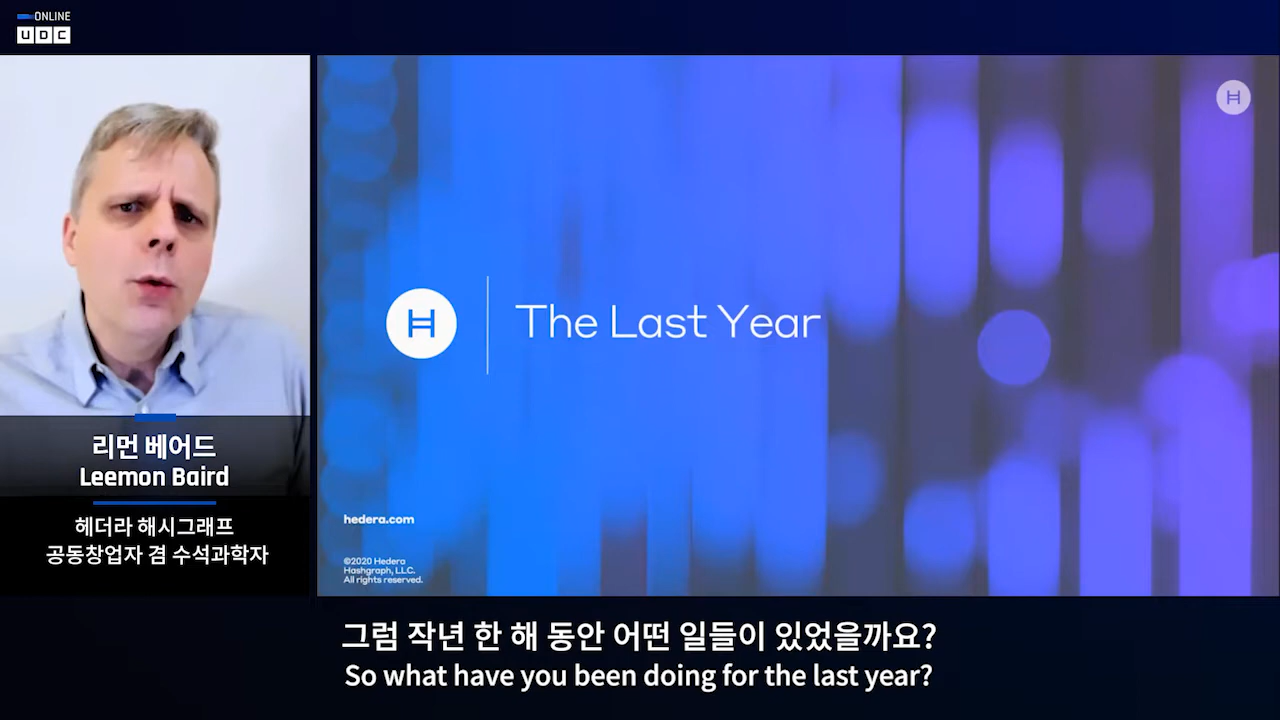 ONLINE
UDC
리먼 베어드
Leemon Baird
헤더라 해시그래프
공동창업자 겸 수석과학자
The Last Year
hedera.com
©2020 Hedera
Hashgraph, LLC.
All rights reserved.
그럼 작년 한 해 동안 어떤 일들이 있었을까요?
So what have you been doing for the last year?